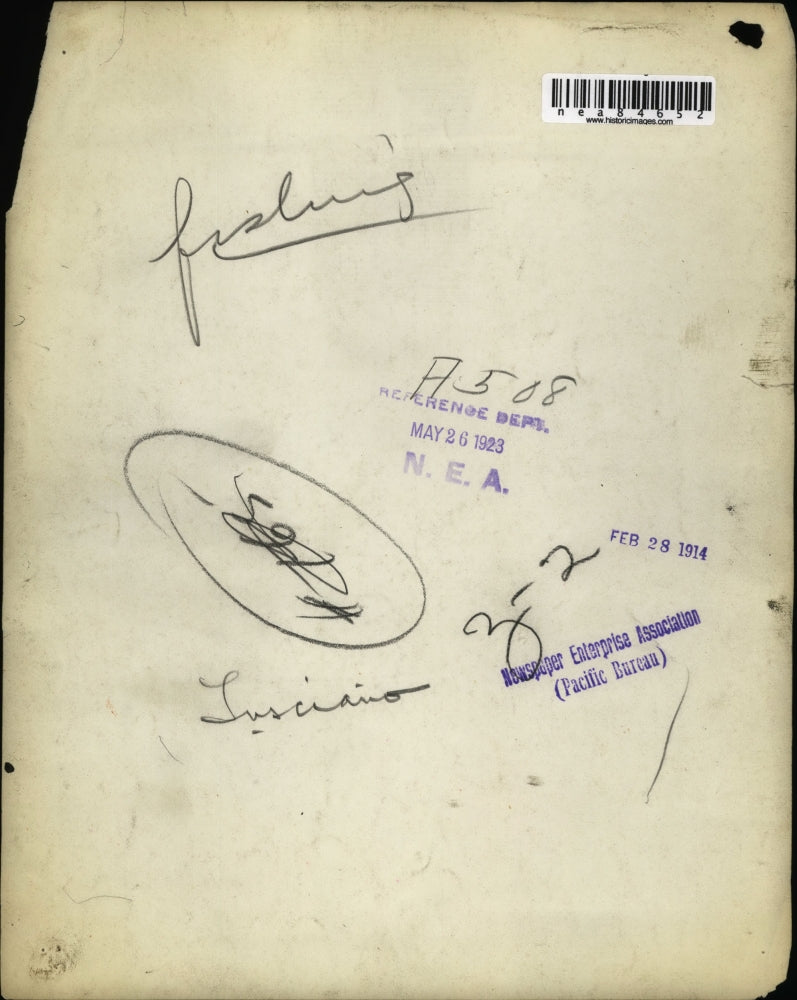 nea84652
www.historicimages.com
fishing
A508
REFERENCE DEPT.
MAY 26 1923
N. E. A.
FEB 28 1914
Newspaper Enterprise Association
(Pacific Bureau)